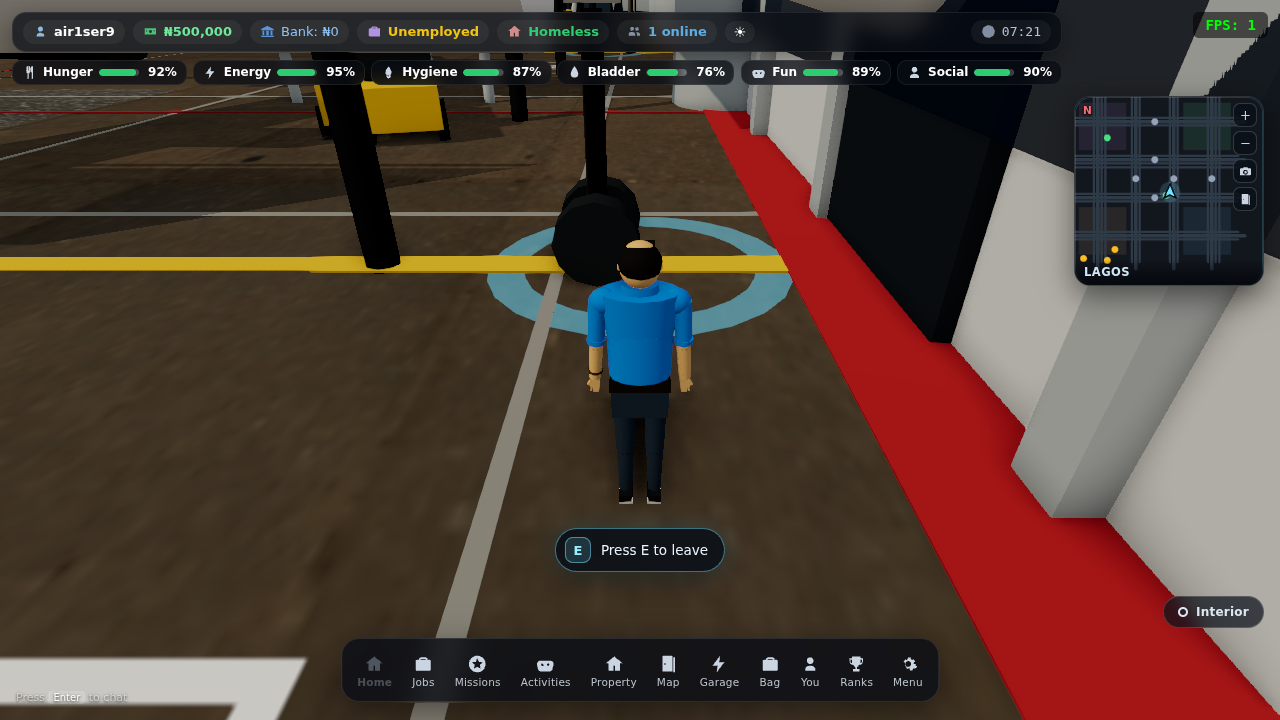 air1ser9
₦500,000
Bank: ₦0
Unemployed
Homeless
1 online
07:21
FPS: 1
Hunger 92%
Energy 95%
Hygiene 87%
Bladder 76%
Fun 89%
Social 90%
N
+
−
LAGOS
E Press E to leave
Interior
Home
Jobs
Missions
Activities
Property
Map
Garage
Bag
You
Ranks
Menu
Press Enter to chat